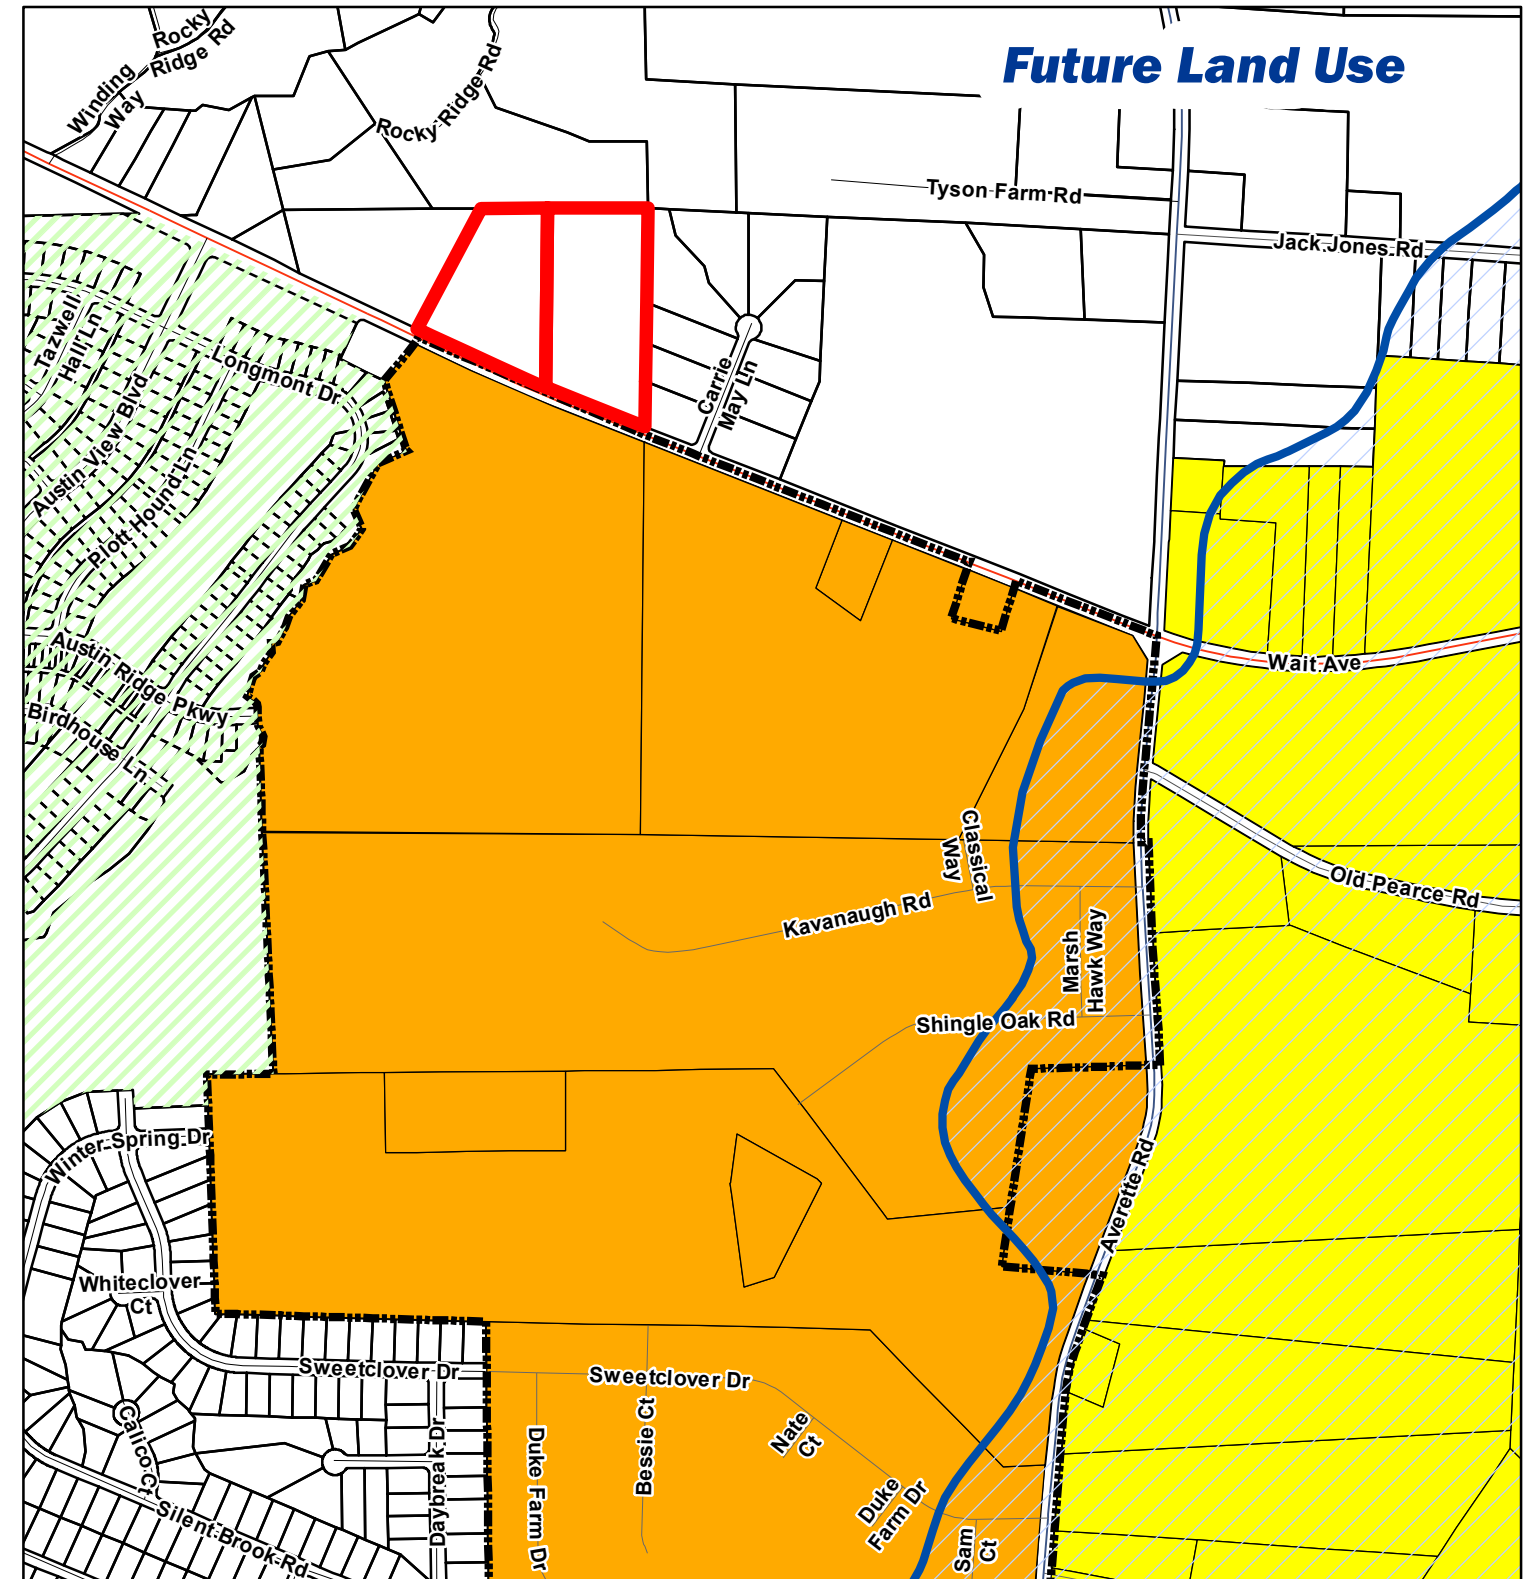 Future Land Use
Rocky
Ridge Rd
Winding
Way
Rocky Ridge Rd
Tyson Farm Rd
Jack Jones Rd
Tazwell
Hall Ln
Longmont Dr
Carrie
May Lln
Austin View Blvd
Plott Hound Ln
Austin Ridge Pkwy
Birdhouse Ln
Wait Ave
Classical
Way
Old Pearce Rd
Kavanaugh Rd
Marsh
Hawk Way
Shingle Oak Rd
Winter Spring Dr
Averette Rd
Whiteclover
Ct
Sweetclover Dr
Sweetclover Dr
Calico Ct
Daybreak Dr
Duke Farm Dr
Bessie Ct
Nate
Ct
Duke
Farm Dr
Sam
Ct
Silent Brook Rd